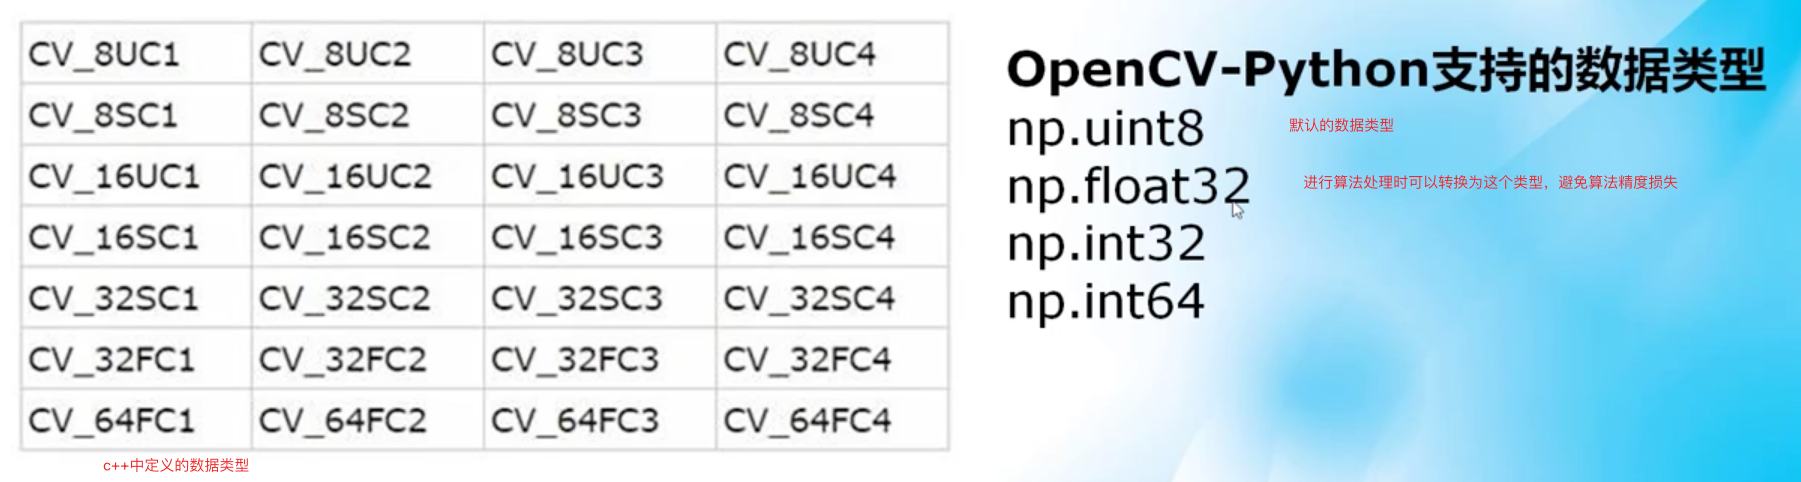 CV_8UC1 CV_8UC2 CV_8UC3 CV_8UC4
CV_8SC1 CV_8SC2 CV_8SC3 CV_8SC4
CV_16UC1 CV_16UC2 CV_16UC3 CV_16UC4
CV_16SC1 CV_16SC2 CV_16SC3 CV_16SC4
CV_32SC1 CV_32SC2 CV_32SC3 CV_32SC4
CV_32FC1 CV_32FC2 CV_32FC3 CV_32FC4
CV_64FC1 CV_64FC2 CV_64FC3 CV_64FC4
c++中定义的数据类型
OpenCV-Python支持的数据类型
np.uint8 默认的数据类型
np.float32 进行算法处理时可以转换为这个类型，避免算法精度损失
np.int32
np.int64